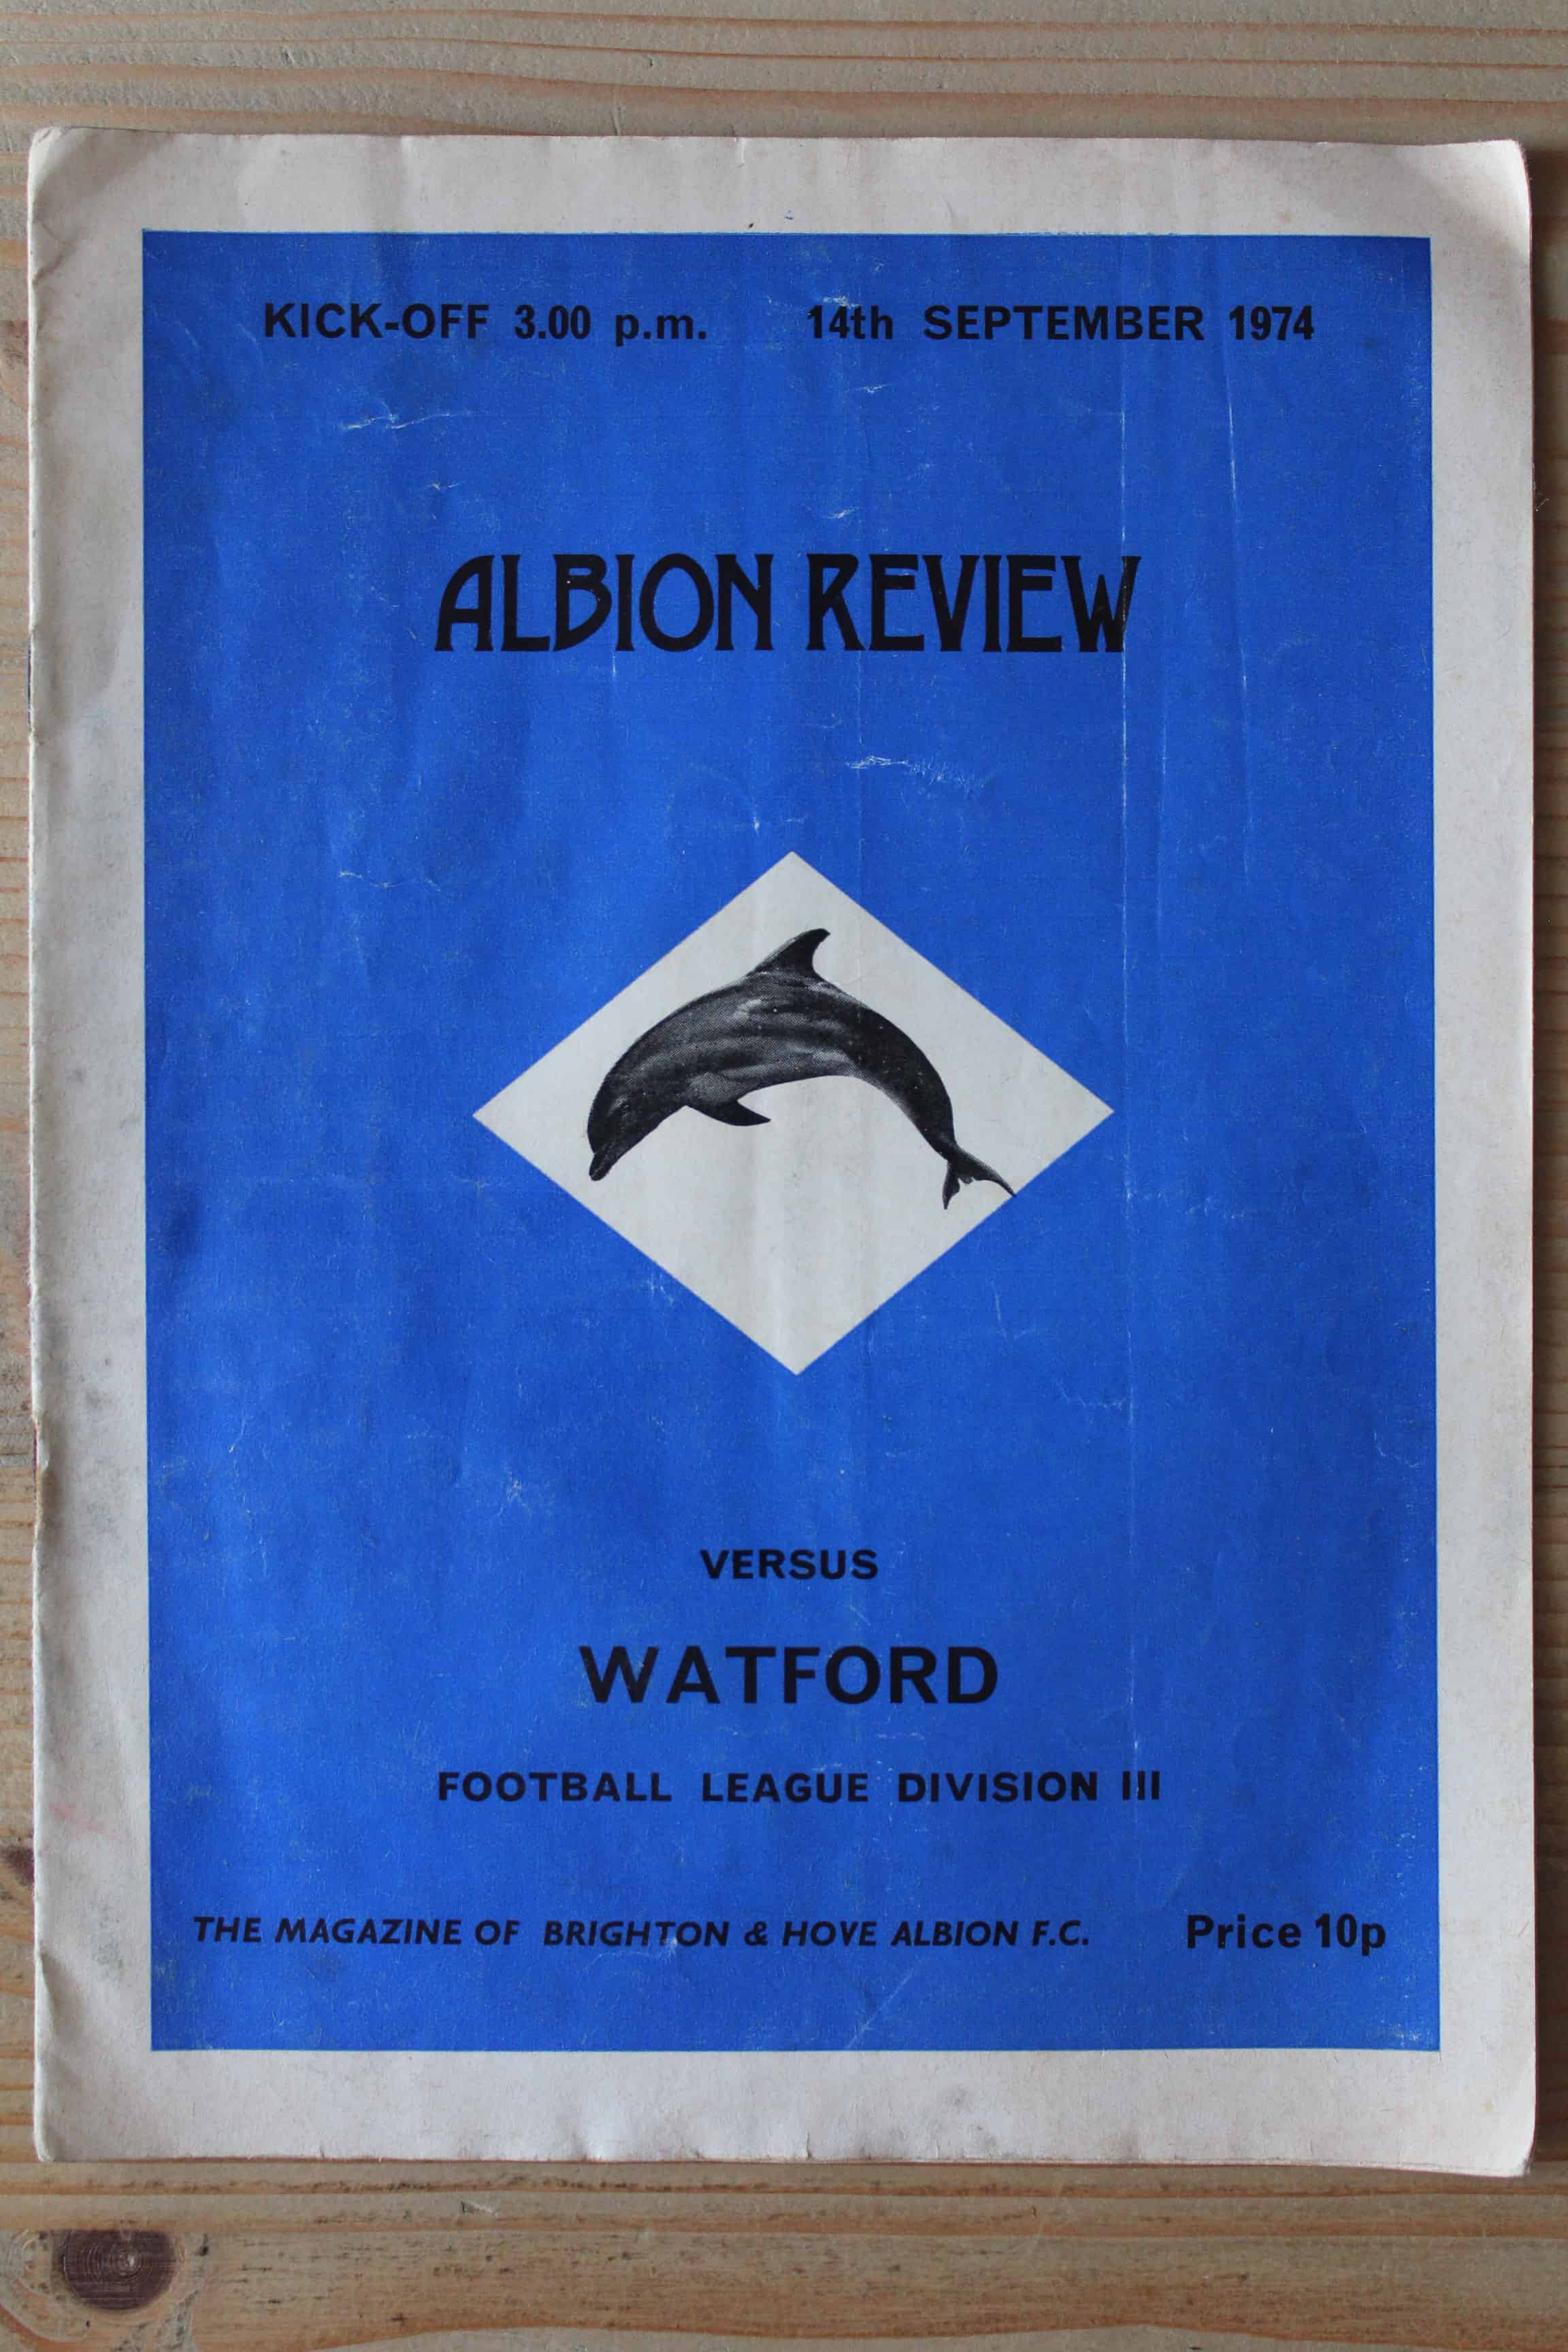 KICK-OFF 3.00 p.m. 14th SEPTEMBER 1974
ALBION REVIEW
VERSUS
WATFORD
FOOTBALL LEAGUE DIVISION III
THE MAGAZINE OF BRIGHTON & HOVE ALBION F.C. Price 10p